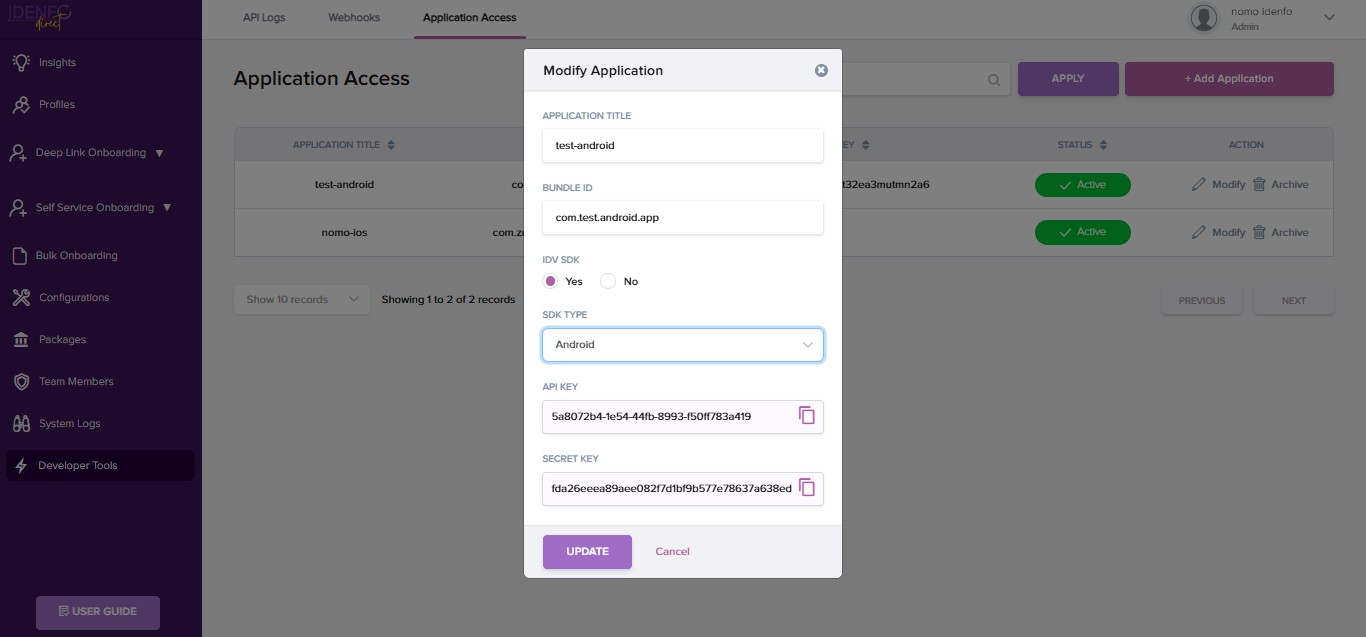 IDENFO
direct
API Logs
Webhooks
Application Access
nomo idenfo
Admin
Insights
Profiles
Deep Link Onboarding
Self Service Onboarding
Bulk Onboarding
Configurations
Packages
Team Members
System Logs
Developer Tools
USER GUIDE
Application Access
APPLY
+ Add Application
APPLICATION TITLE
EY
STATUS
ACTION
test-android
co
t32ea3mutmn2a6
Active
Modify
Archive
nomo-ios
com.zu
Active
Modify
Archive
Show 10 records
Showing 1 to 2 of 2 records
PREVIOUS
NEXT
Modify Application
APPLICATION TITLE
test-android
BUNDLE ID
com.test.android.app
IDV SDK
Yes
No
SDK TYPE
Android
API KEY
5a8072b4-1e54-44fb-8993-f50ff783a419
SECRET KEY
fda26eeea89aee082f7d1bf9b577e78637a638ed
UPDATE
Cancel